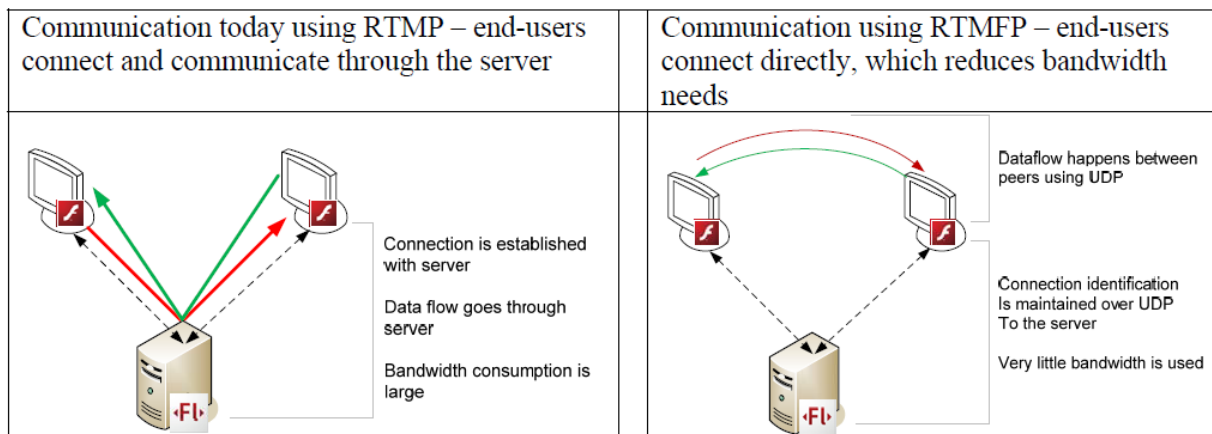 Communication today using RTMP – end-users
connect and communicate through the server
Communication using RTMFP – end-users
connect directly, which reduces bandwidth
needs
Connection is established
with server
Data flow goes through
server
Bandwidth consumption is
large
Fl
Dataflow happens between
peers using UDP
Connection identification
Is maintained over UDP
To the server
Very little bandwidth is used
Fl